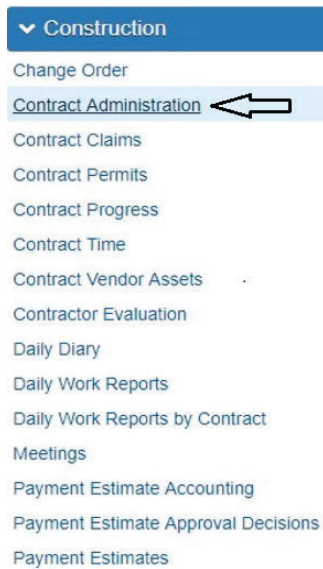 Construction
Change Order
Contract Administration
Contract Claims
Contract Permits
Contract Progress
Contract Time
Contract Vendor Assets
Contractor Evaluation
Daily Diary
Daily Work Reports
Daily Work Reports by Contract
Meetings
Payment Estimate Accounting
Payment Estimate Approval Decisions
Payment Estimates